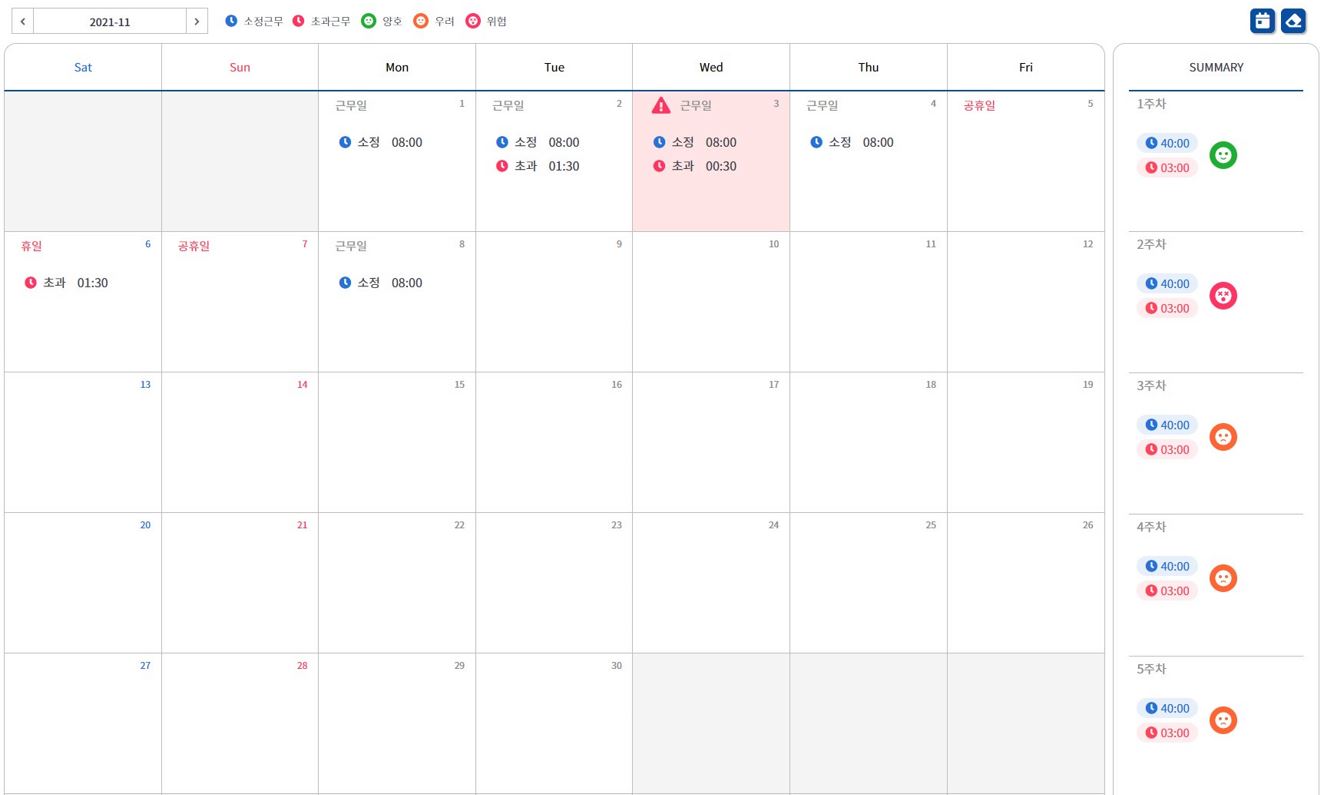 2021-11 소정근무 초과근무 양호 우려 위험
Sat Sun Mon Tue Wed Thu Fri SUMMARY
근무일 1 근무일 2 근무일 3 근무일 4 공휴일 5 1주차
소정 08:00 소정 08:00 소정 08:00 소정 08:00 40:00
초과 01:30 초과 00:30 03:00
휴일 6 공휴일 7 근무일 8 9 10 11 12 2주차
초과 01:30 소정 08:00 40:00
03:00
13 14 15 16 17 18 19 3주차
40:00
03:00
20 21 22 23 24 25 26 4주차
40:00
03:00
27 28 29 30 5주차
40:00
03:00